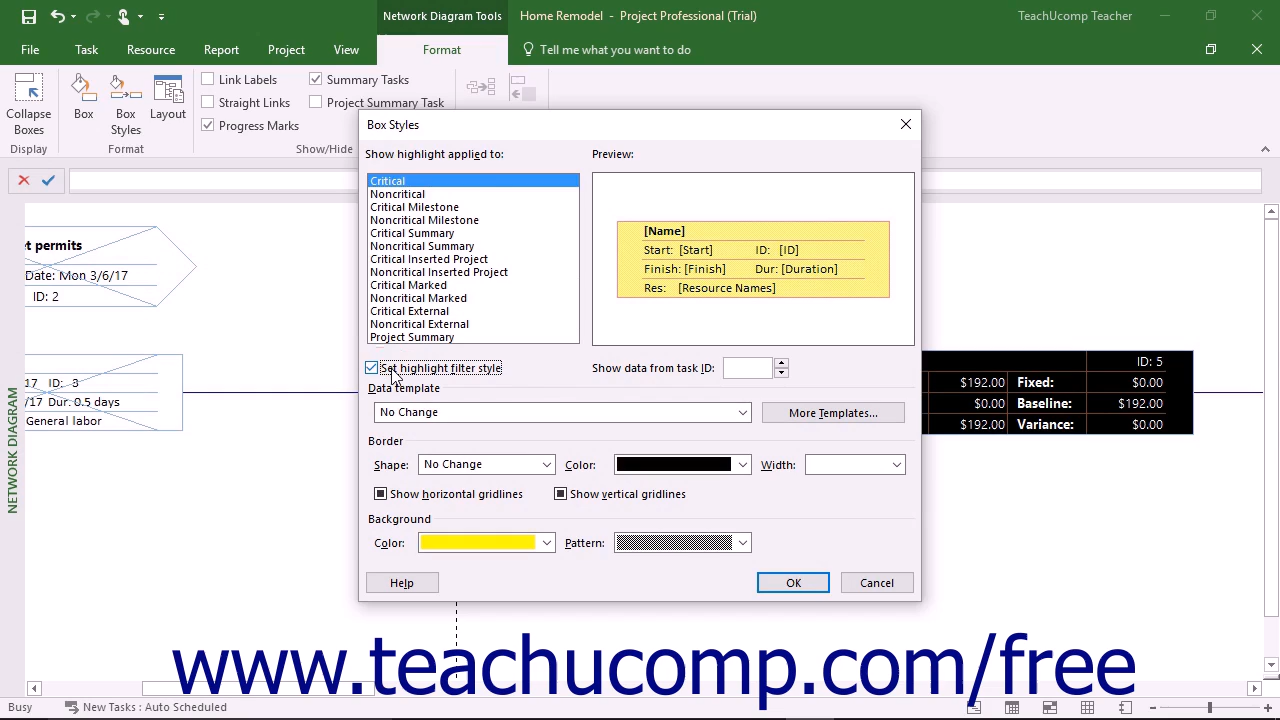 Network Diagram Tools
Home Remodel - Project Professional (Trial)
TeachUcomp Teacher
File Task Resource Report Project View Format Tell me what you want to do
Collapse Boxes
Display
Box
Box Styles
Layout
Format
Link Labels
Straight Links
Progress Marks
Summary Tasks
Project Summary Task
Show/Hide
Box Styles
Show highlight applied to:
Critical
Noncritical
Critical Milestone
Noncritical Milestone
Critical Summary
Noncritical Summary
Critical Inserted Project
Noncritical Inserted Project
Critical Marked
Noncritical Marked
Critical External
Noncritical External
Project Summary
Preview:
[Name]
Start: [Start] ID: [ID]
Finish: [Finish] Dur: [Duration]
Res: [Resource Names]
Set highlight filter style
Show data from task ID:
Data template
No Change
More Templates...
Border
Shape: No Change Color: Width:
Show horizontal gridlines Show vertical gridlines
Background
Color: Pattern:
Help OK Cancel
NETWORK DIAGRAM
t permits
Date: Mon 3/6/17
ID: 2
17 ID: 3
/17 Dur: 0.5 days
General labor
ID: 5
$192.00 Fixed: $0.00
$0.00 Baseline: $192.00
$192.00 Variance: $0.00
www.teachucomp.com/free
Busy New Tasks : Auto Scheduled